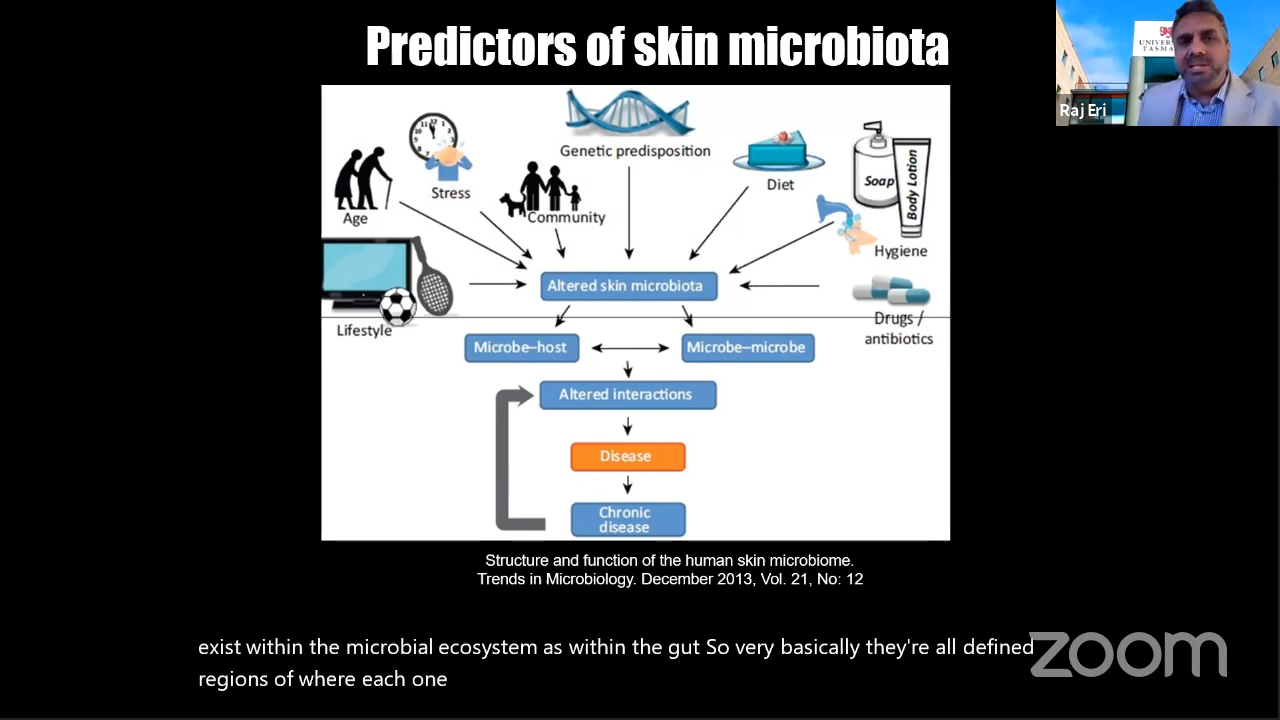 Predictors of skin microbiota
Raj Eri
Genetic predisposition
Stress
Community
Diet
Soap
Body Lotion
Age
Hygiene
Altered skin microbiota
Lifestyle
Drugs /
antibiotics
Microbe–host
Microbe–microbe
Altered interactions
Disease
Chronic
disease
Structure and function of the human skin microbiome.
Trends in Microbiology. December 2013, Vol. 21, No: 12
exist within the microbial ecosystem as within the gut So very basically they're all defined
regions of where each one
zoom